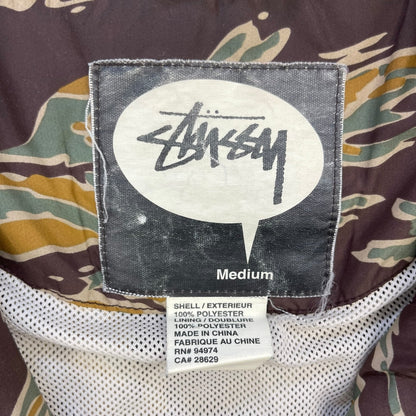 Stüssy
Medium
SHELL / EXTERIEUR
100% POLYESTER
LINING / DOUBLURE
100% POLYESTER
MADE IN CHINA
FABRIQUE AU CHINE
RN# 94974
CA# 28629